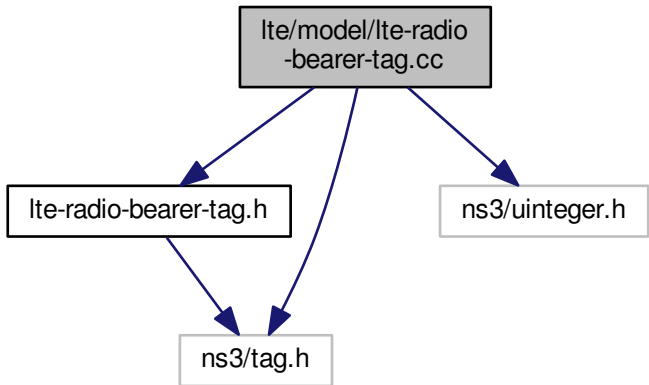 lte/model/lte-radio
-bearer-tag.cc
lte-radio-bearer-tag.h
ns3/uinteger.h
ns3/tag.h